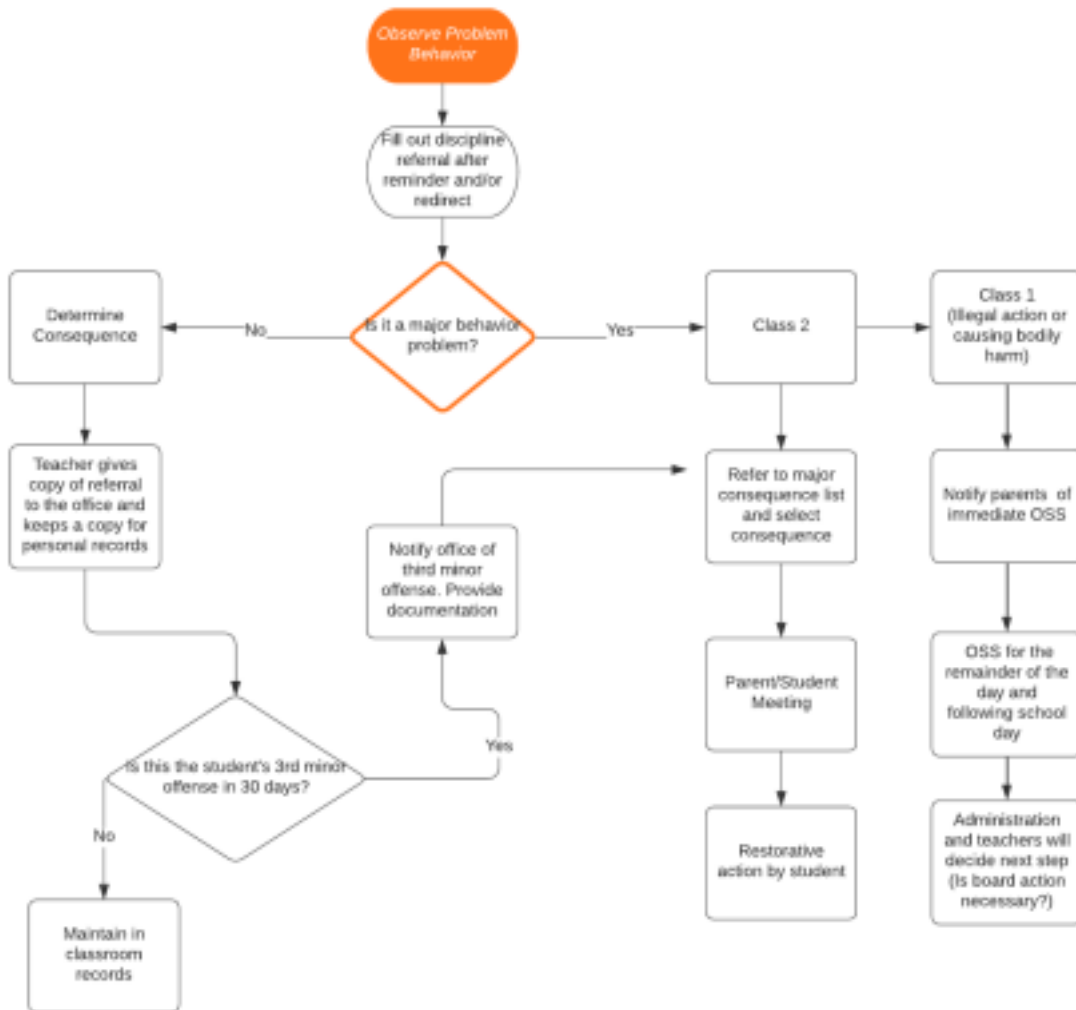 Observe Problem
Behavior
Fill out discipline
referral after
reminder and/or
redirect
Is it a major behavior
problem?
No
Yes
Determine
Consequence
Class 2
Class 1
(Illegal action or
causing bodily
harm)
Teacher gives
copy of referral
to the office and
keeps a copy for
personal records
Notify office of
third minor
offense. Provide
documentation
Refer to major
consequence list
and select
consequence
Notify parents of
immediate OSS
Is this the student's 3rd minor
offense in 30 days?
Yes
No
Parent/Student
Meeting
OSS for the
remainder of the
day and
following school
day
Maintain in
classroom
records
Restorative
action by student
Administration
and teachers will
decide next step
(Is board action
necessary?)